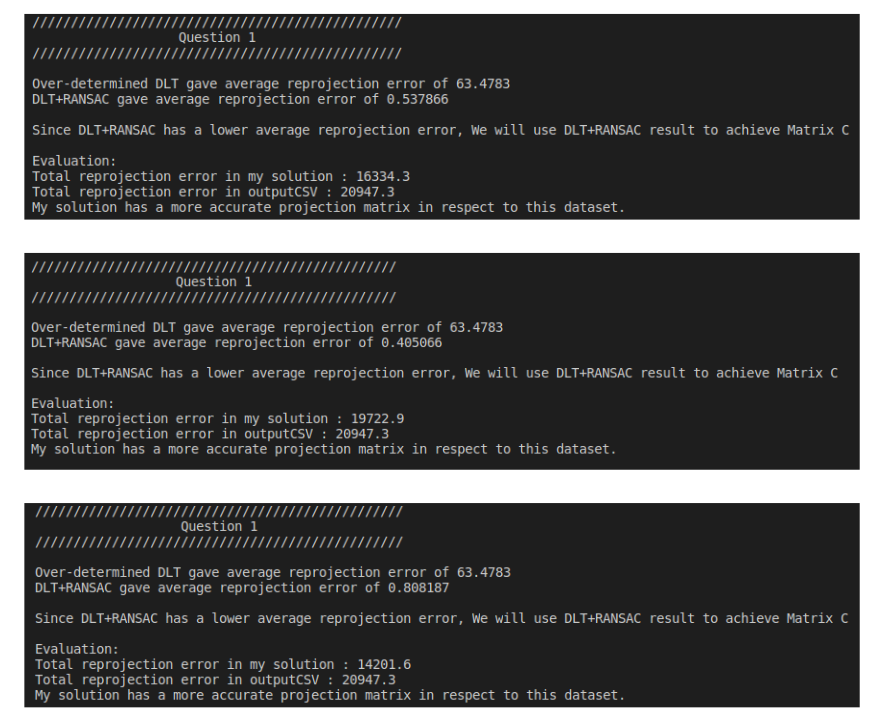 ////////////////////////////////////////////////
Question 1
////////////////////////////////////////////////
Over-determined DLT gave average reprojection error of 63.4783
DLT+RANSAC gave average reprojection error of 0.537866
Since DLT+RANSAC has a lower average reprojection error, We will use DLT+RANSAC result to achieve Matrix C
Evaluation:
Total reprojection error in my solution : 16334.3
Total reprojection error in outputCSV : 20947.3
My solution has a more accurate projection matrix in respect to this dataset.
////////////////////////////////////////////////
Question 1
////////////////////////////////////////////////
Over-determined DLT gave average reprojection error of 63.4783
DLT+RANSAC gave average reprojection error of 0.405066
Since DLT+RANSAC has a lower average reprojection error, We will use DLT+RANSAC result to achieve Matrix C
Evaluation:
Total reprojection error in my solution : 19722.9
Total reprojection error in outputCSV : 20947.3
My solution has a more accurate projection matrix in respect to this dataset.
////////////////////////////////////////////////
Question 1
////////////////////////////////////////////////
Over-determined DLT gave average reprojection error of 63.4783
DLT+RANSAC gave average reprojection error of 0.808187
Since DLT+RANSAC has a lower average reprojection error, We will use DLT+RANSAC result to achieve Matrix C
Evaluation:
Total reprojection error in my solution : 14201.6
Total reprojection error in outputCSV : 20947.3
My solution has a more accurate projection matrix in respect to this dataset.